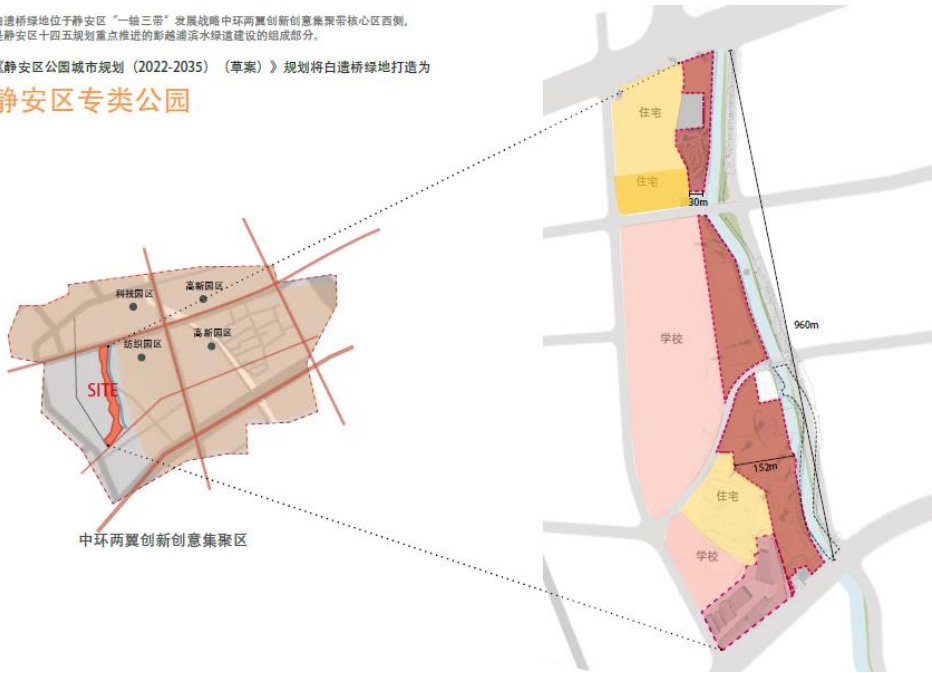 白遗桥绿地位于静安区“一轴三带”发展战略中环两翼创新创意集聚带核心区西侧。
是静安区十四五规划重点推进的彭越浦滨水绿道建设的组成部分。
《静安区公园城市规划（2022-2035）（草案）》规划将白遗桥绿地打造为
静安区专类公园
住宅
住宅
30m
科技园区
高新园区
纺织园区
高新园区
SITE
学校
960m
152m
住宅
学校
中环两翼创新创意集聚区